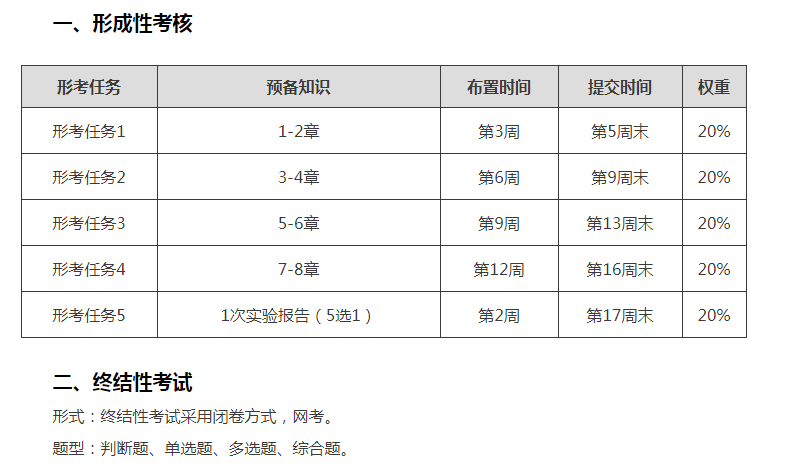 一、形成性考核
形考任务 预备知识 布置时间 提交时间 权重
形考任务1 1-2章 第3周 第5周末 20%
形考任务2 3-4章 第6周 第9周末 20%
形考任务3 5-6章 第9周 第13周末 20%
形考任务4 7-8章 第12周 第16周末 20%
形考任务5 1次实验报告（5选1） 第2周 第17周末 20%
二、终结性考试
形式：终结性考试采用闭卷方式，网考。
题型：判断题、单选题、多选题、综合题。